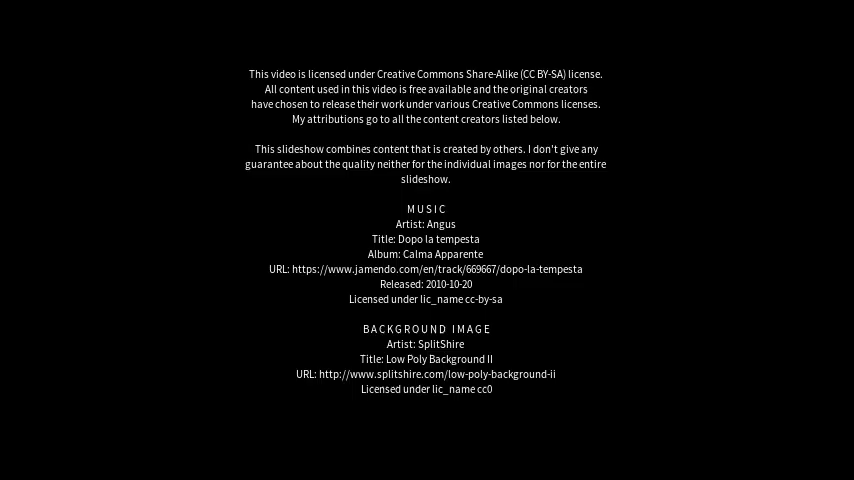 This video is licensed under Creative Commons Share-Alike (CC BY-SA) license.
All content used in this video is free available and the original creators
have chosen to release their work under various Creative Commons licenses.
My attributions go to all the content creators listed below.
This slideshow combines content that is created by others. I don't give any
guarantee about the quality neither for the individual images nor for the entire
slideshow.
MUSIC
Artist: Angus
Title: Dopo la tempesta
Album: Calma Apparente
URL: https://www.jamendo.com/en/track/669667/dopo-la-tempesta
Released: 2010-10-20
Licensed under lic_name cc-by-sa
BACKGROUND IMAGE
Artist: SplitShire
Title: Low Poly Background II
URL: http://www.splitshire.com/low-poly-background-ii
Licensed under lic_name cc0